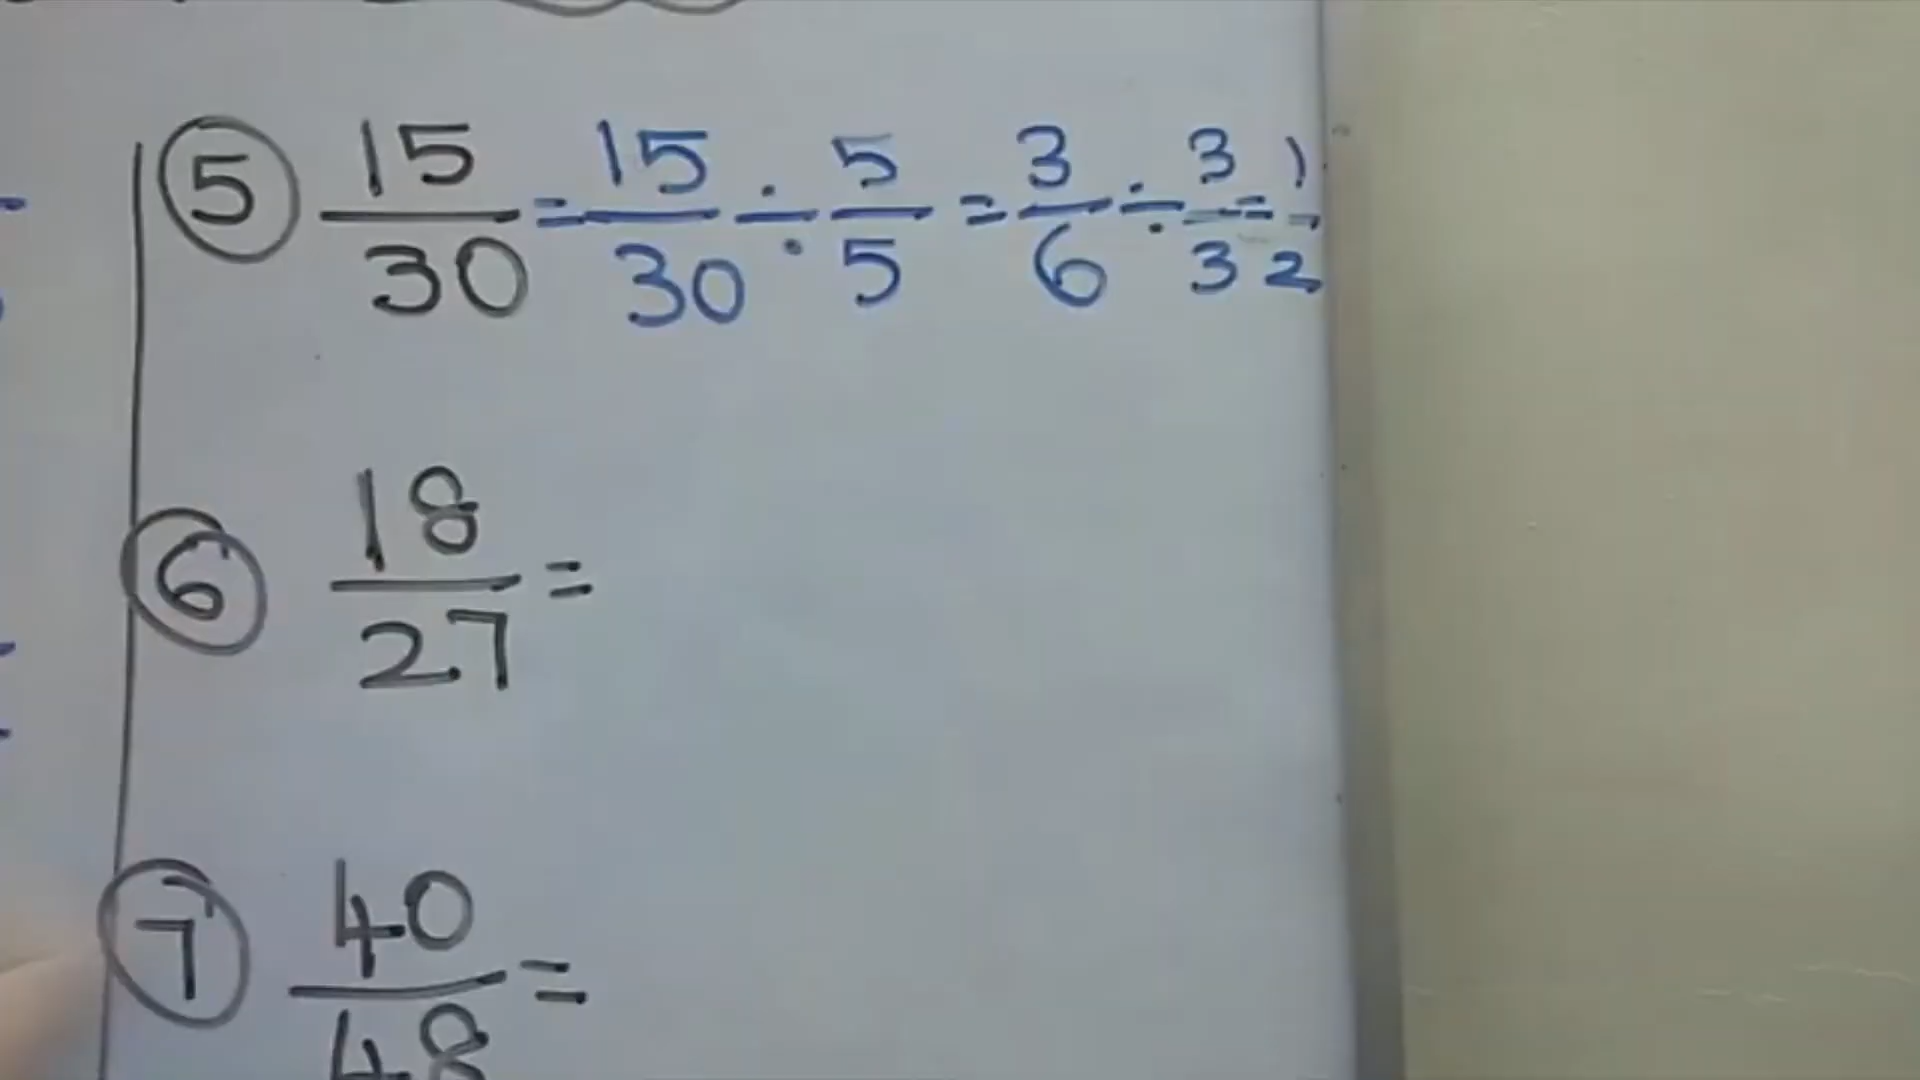 ⑤ 15/30 = 15/30 ÷ 5/5 = 3/6 ÷ 3/3 = 1/2
⑥ 18/27 =
⑦ 40/48 =